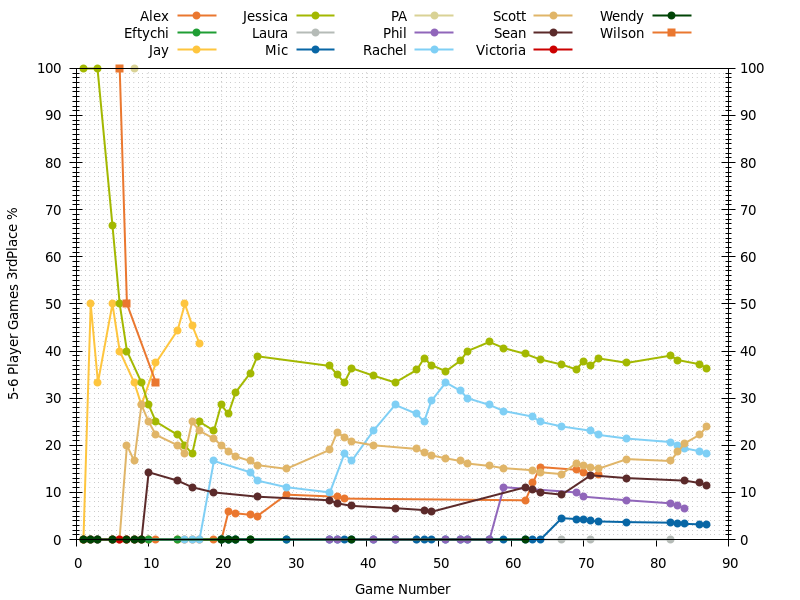 Alex Jessica PA Scott Wendy
Eftychi Laura Phil Sean Wilson
Jay Mic Rachel Victoria
100 100
90 90
80 80
70 70
60 60
50 50
40 40
30 30
20 20
10 10
0 0
5-6 Player Games 3rdPlace %
0 10 20 30 40 50 60 70 80 90
Game Number